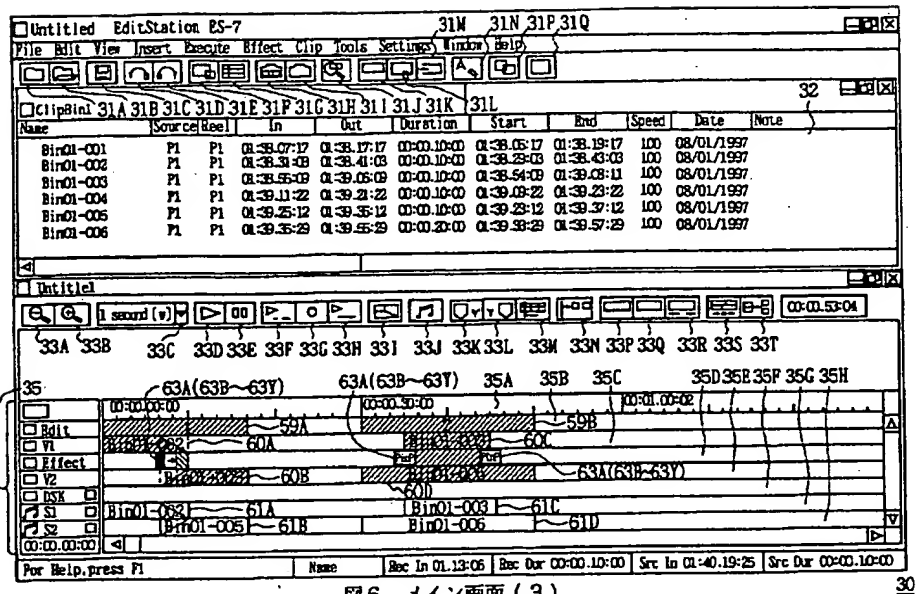 Untitled EditStation ES-7 31M 31N 31P 31Q
File Edit View Insert Execute Effect Clip Tools Settings Window Help
ClipBin1 31A 31B 31C 31D 31E 31F 31G 31H 31I 31J 31K 31L 32
Name Source Reel In Out Duration Start End Speed Date Note
Bin01-001 P1 P1 01:38.07:17 01:38.17:17 00:00.10:00 01:38.05:17 01:38.19:17 100 08/01/1997
Bin01-002 P1 P1 01:38.31:03 01:38.41:03 00:00.10:00 01:38.29:03 01:38.43:03 100 08/01/1997
Bin01-003 P1 P1 01:38.55:09 01:39.05:09 00:00.10:00 01:38.54:09 01:39.08:11 100 08/01/1997
Bin01-004 P1 P1 01:39.11:22 01:39.21:22 00:00.10:00 01:39.09:22 01:39.23:22 100 08/01/1997
Bin01-005 P1 P1 01:39.25:12 01:39.35:12 00:00.10:00 01:39.23:12 01:39.37:12 100 08/01/1997
Bin01-006 P1 P1 01:39.35:29 01:39.55:29 00:00.20:00 01:39.38:29 01:39.57:29 100 08/01/1997
Untitle1
1 second (v) 00:00.53:04
33A 33B 33C 33D 33E 33F 33G 33H 33I 33J 33K 33L 33M 33N 33P 33Q 33R 33S 33T
35 63A(63B~63Y) 63A(63B~63Y) 35A 35B 35C 35D 35E 35F 35G 35H
00:00.00:00 00:00.30:00 00:01.00:02
Edit 59A 59B
V1 60A 60C
Effect 63A(63B~63Y)
V2 60B
DSK 60D
S1 Bin01-002 61A Bin01-003 61C
S2 Bin01-005 61B Bin01-006 61D
00:00.00:00
For Help,press F1 Name Rec In 01.13:06 Rec Dur 00:00.10:00 Src In 01:40.19:25 Src Dur 00:00.10:00
図6 メイン画面(3)
30